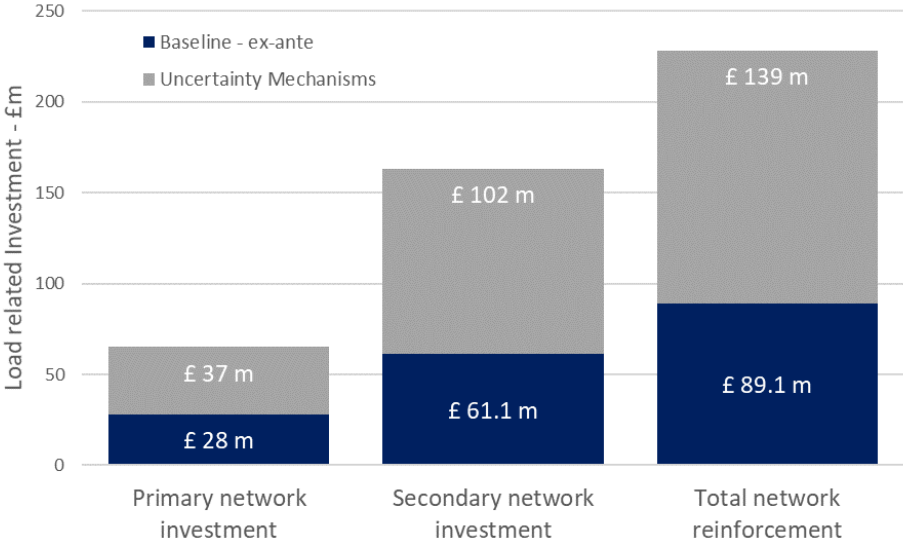 250
200
150
100
50
0
Load related Investment - £m
Baseline - ex-ante
Uncertainty Mechanisms
£ 37 m
£ 28 m
£ 102 m
£ 61.1 m
£ 139 m
£ 89.1 m
Primary network
investment
Secondary network
investment
Total network
reinforcement